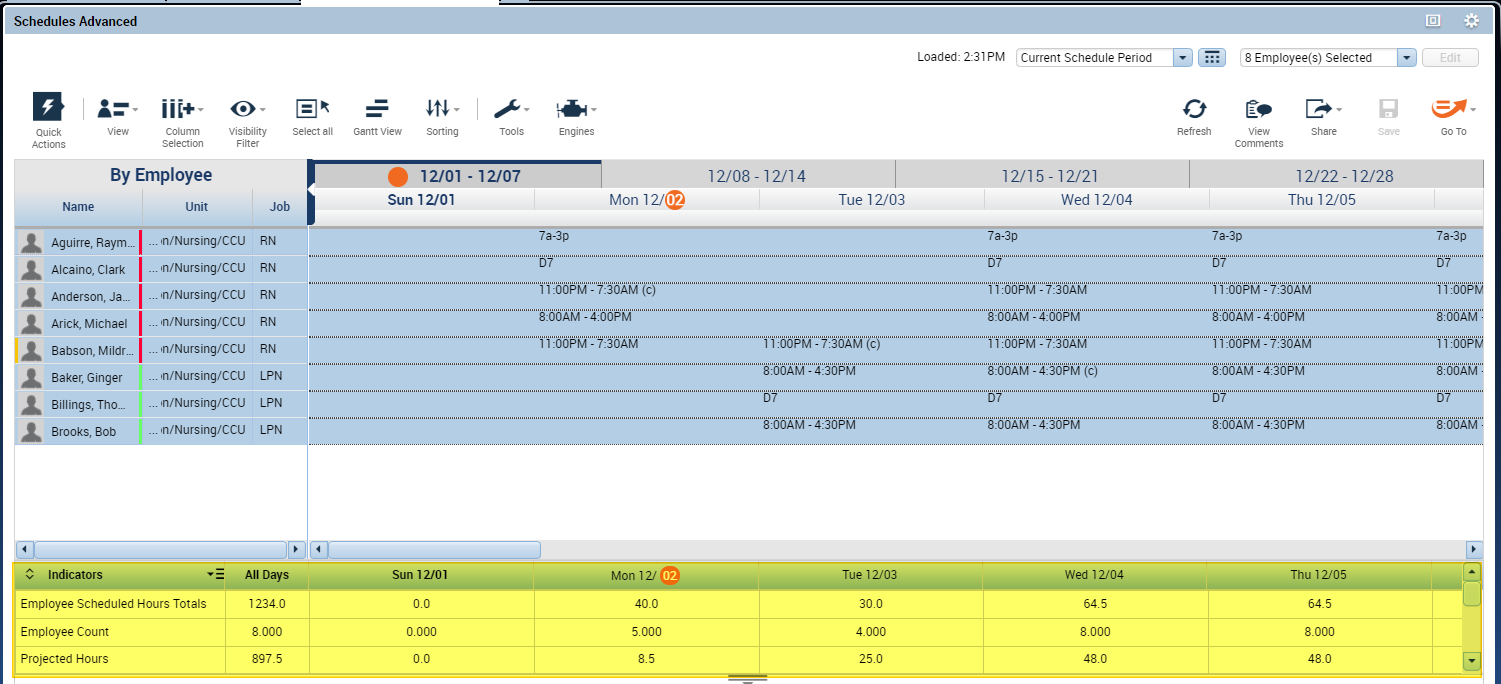 Schedules Advanced
Loaded: 2:31PM Current Schedule Period 8 Employee(s) Selected Edit
Quick Actions View Column Selection Visibility Filter Select all Gantt View Sorting Tools Engines Refresh View Comments Share Save Go To
By Employee 12/01 - 12/07 12/08 - 12/14 12/15 - 12/21 12/22 - 12/28
Name Unit Job Sun 12/01 Mon 12/02 Tue 12/03 Wed 12/04 Thu 12/05
Aguirre, Raym... ...n/Nursing/CCU RN 7a-3p 7a-3p 7a-3p 7a-3p
Alcaino, Clark ...n/Nursing/CCU RN D7 D7 D7 D7
Anderson, Ja... ...n/Nursing/CCU RN 11:00PM - 7:30AM (c) 11:00PM - 7:30AM 11:00PM - 7:30AM 11:00PM
Arick, Michael ...n/Nursing/CCU RN 8:00AM - 4:00PM 8:00AM - 4:00PM 8:00AM - 4:00PM 8:00AM -
Babson, Mildr... ...n/Nursing/CCU RN 11:00PM - 7:30AM 11:00PM - 7:30AM (c) 11:00PM - 7:30AM 11:00PM - 7:30AM 11:00PM
Baker, Ginger ...n/Nursing/CCU LPN 8:00AM - 4:30PM 8:00AM - 4:30PM (c) 8:00AM - 4:30PM 8:00AM -
Billings, Tho... ...n/Nursing/CCU LPN D7 D7 D7 D7
Brooks, Bob ...n/Nursing/CCU LPN 8:00AM - 4:30PM 8:00AM - 4:30PM 8:00AM - 4:30PM 8:00AM -
Indicators All Days Sun 12/01 Mon 12/02 Tue 12/03 Wed 12/04 Thu 12/05
Employee Scheduled Hours Totals 1234.0 0.0 40.0 30.0 64.5 64.5
Employee Count 8.000 0.000 5.000 4.000 8.000 8.000
Projected Hours 897.5 0.0 8.5 25.0 48.0 48.0